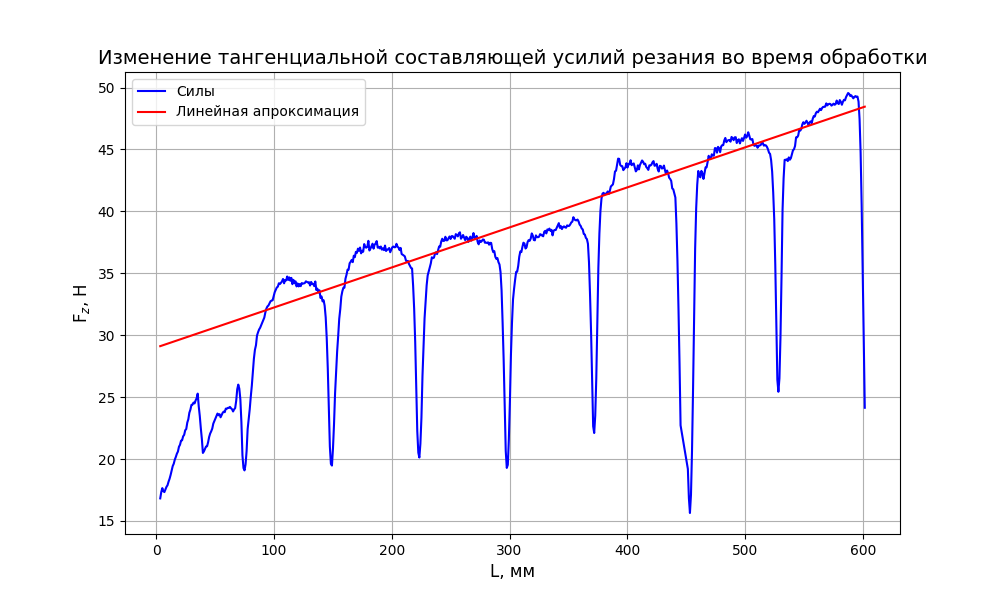 Изменение тангенциальной составляющей усилий резания во время обработки
Силы
Линейная апроксимация
F_z, Н
50
45
40
35
30
25
20
15
0 100 200 300 400 500 600
L, мм